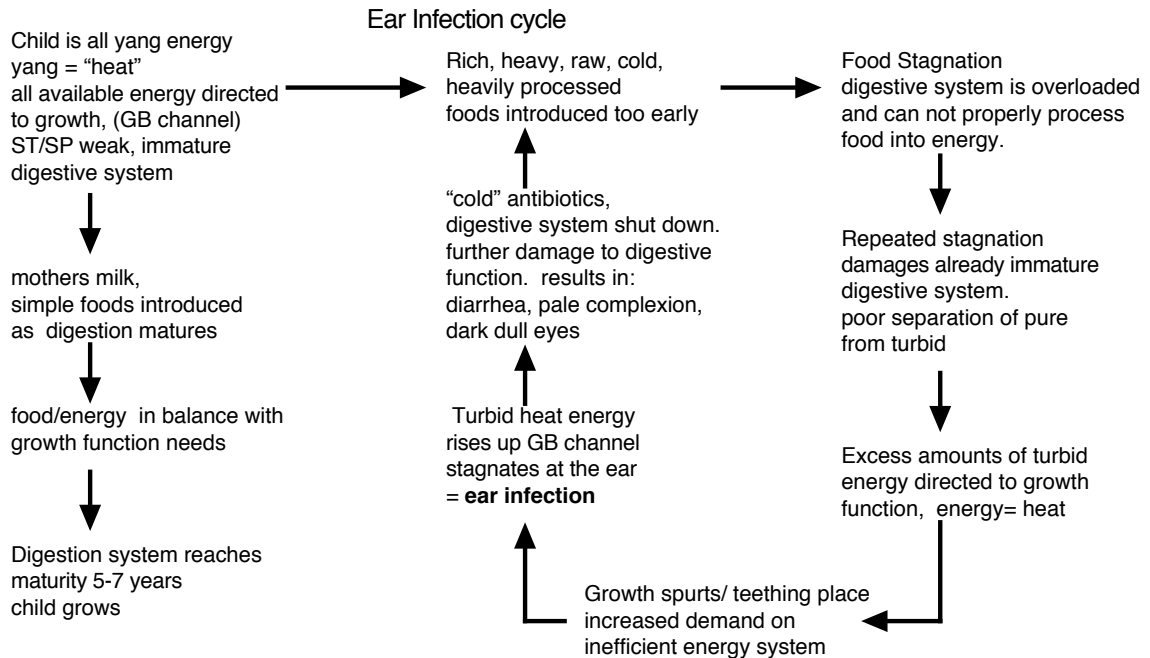 Ear Infection cycle
Child is all yang energy
yang = “heat”
all available energy directed
to growth, (GB channel)
ST/SP weak, immature
digestive system
mothers milk,
simple foods introduced
as digestion matures
food/energy in balance with
growth function needs
Digestion system reaches
maturity 5-7 years
child grows
Rich, heavy, raw, cold,
heavily processed
foods introduced too early
Food Stagnation
digestive system is overloaded
and can not properly process
food into energy.
Repeated stagnation
damages already immature
digestive system.
poor separation of pure
from turbid
Excess amounts of turbid
energy directed to growth
function, energy= heat
Growth spurts/ teething place
increased demand on
inefficient energy system
Turbid heat energy
rises up GB channel
stagnates at the ear
= ear infection
“cold” antibiotics,
digestive system shut down.
further damage to digestive
function. results in:
diarrhea, pale complexion,
dark dull eyes